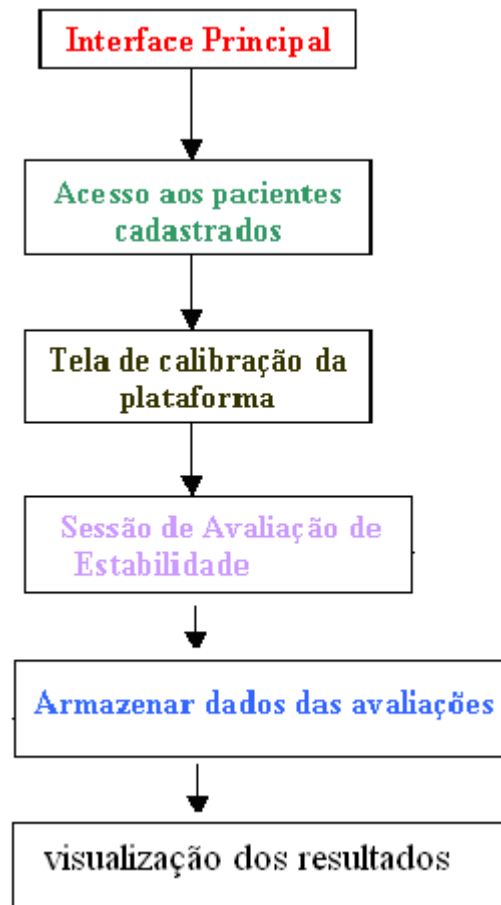 Interface Principal
Acesso aos pacientes
cadastrados
Tela de calibração da
plataforma
Sessão de Avaliação de
Estabilidade
Armazenar dados das avaliações
visualização dos resultados